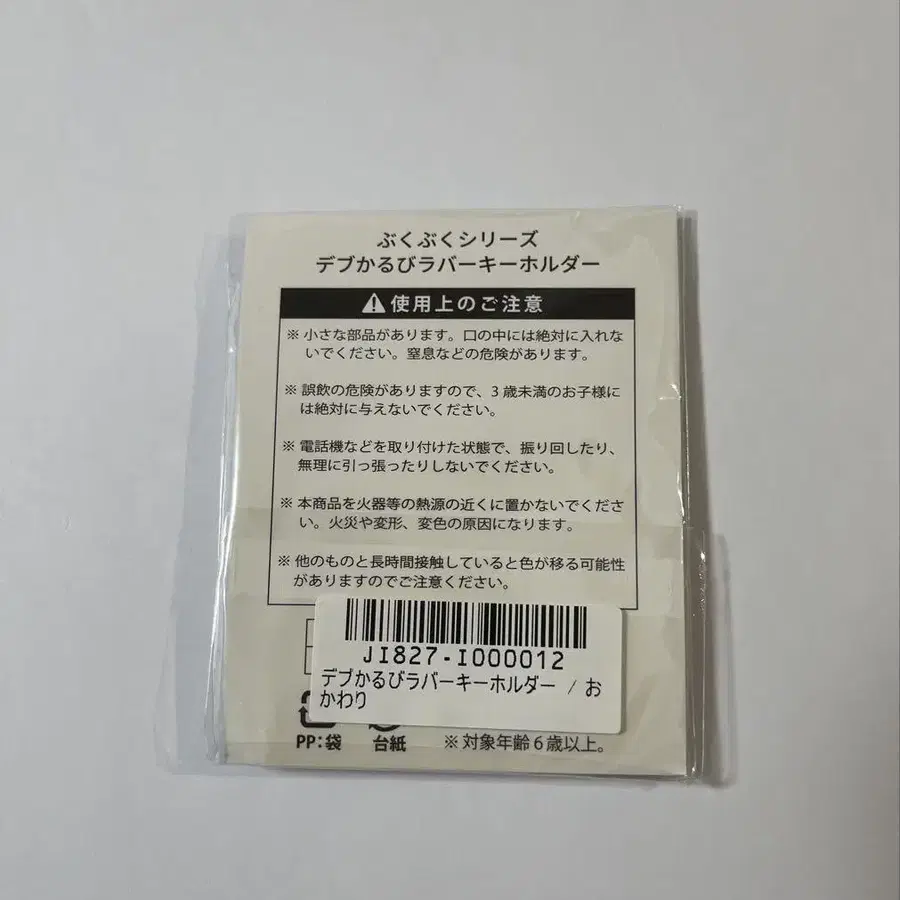 ぶくぶくシリーズ
デブかるびラバーキーホルダー
⚠使用上のご注意
※ 小さな部品があります。口の中には絶対に入れな
いでください。窒息などの危険があります。
※ 誤飲の危険がありますので、3歳未満のお子様に
は絶対に与えないでください。
※ 電話機などを取り付けた状態で、振り回したり、
無理に引っ張ったりしないでください。
※ 本商品を火器等の熱源の近くに置かないでくださ
い。火災や変形、変色の原因になります。
※ 他のものと長時間接触していると色が移る可能性
がありますのでご注意ください。
JI827-I000012
デブかるびラバーキーホルダー / お
かわり
PP:袋 台紙 ※対象年齢6歳以上。